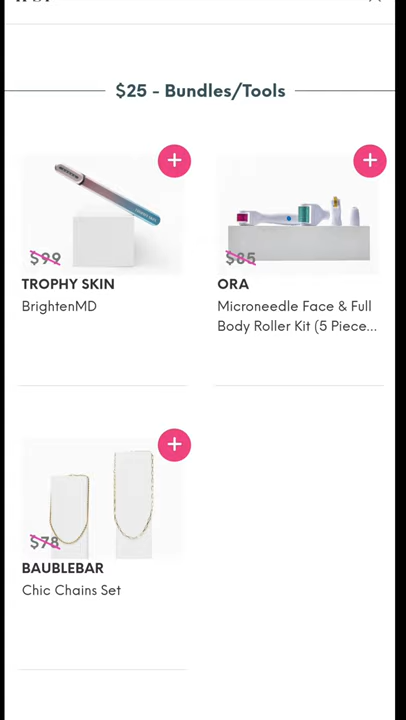 $25 - Bundles/Tools
$99
TROPHY SKIN
BrightenMD
$85
ORA
Microneedle Face & Full
Body Roller Kit (5 Piece...
$78
BAUBLEBAR
Chic Chains Set